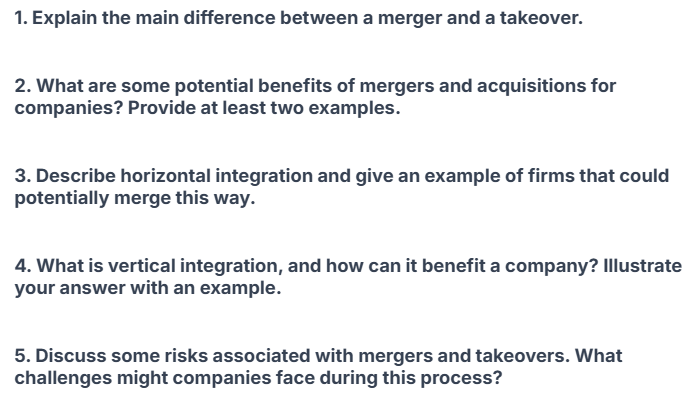 1. Explain the main difference between a merger and a takeover.
2. What are some potential benefits of mergers and acquisitions for
companies? Provide at least two examples.
3. Describe horizontal integration and give an example of firms that could
potentially merge this way.
4. What is vertical integration, and how can it benefit a company? Illustrate
your answer with an example.
5. Discuss some risks associated with mergers and takeovers. What
challenges might companies face during this process?